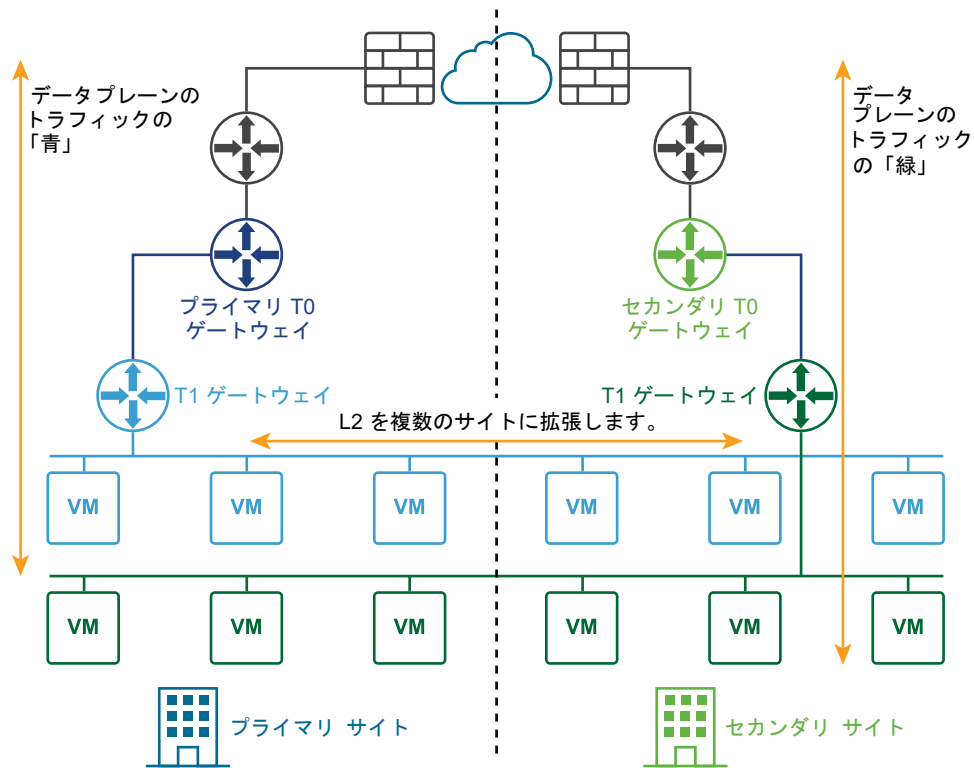 データプレーンの
トラフィックの
「青」
データ
プレーンの
トラフィック
の「緑」
プライマリ T0
ゲートウェイ
セカンダリ T0
ゲートウェイ
T1 ゲートウェイ
T1 ゲートウェイ
L2 を複数のサイトに拡張します。
VM VM VM VM VM VM
VM VM VM VM VM VM
プライマリ サイト
セカンダリ サイト